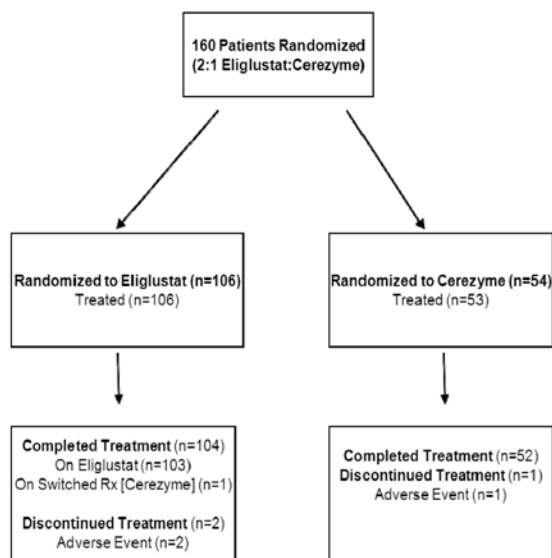 160 Patients Randomized
(2:1 Eliglustat:Cerezyme)
Randomized to Eliglustat (n=106)
Treated (n=106)
Randomized to Cerezyme (n=54)
Treated (n=53)
Completed Treatment (n=104)
On Eliglustat (n=103)
On Switched Rx [Cerezyme] (n=1)
Discontinued Treatment (n=2)
Adverse Event (n=2)
Completed Treatment (n=52)
Discontinued Treatment (n=1)
Adverse Event (n=1)